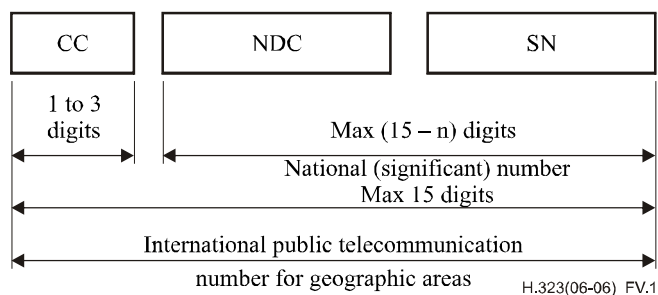 CC NDC SN
1 to 3
digits
Max (15 – n) digits
National (significant) number
Max 15 digits
International public telecommunication
number for geographic areas
H.323(06-06)_FV.1